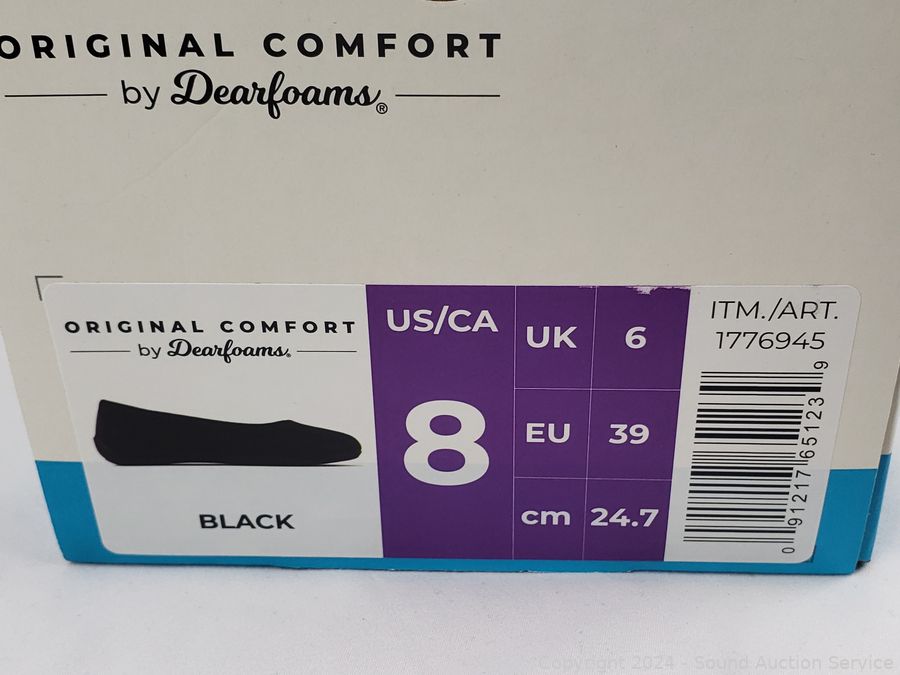 ORIGINAL COMFORT
by Dearfoams®
ORIGINAL COMFORT
by Dearfoams®
BLACK
US/CA
8
UK 6
EU 39
cm 24.7
ITM./ART.
1776945
0 91217 65123 9
Copyright 2024 - Sound Auction Service